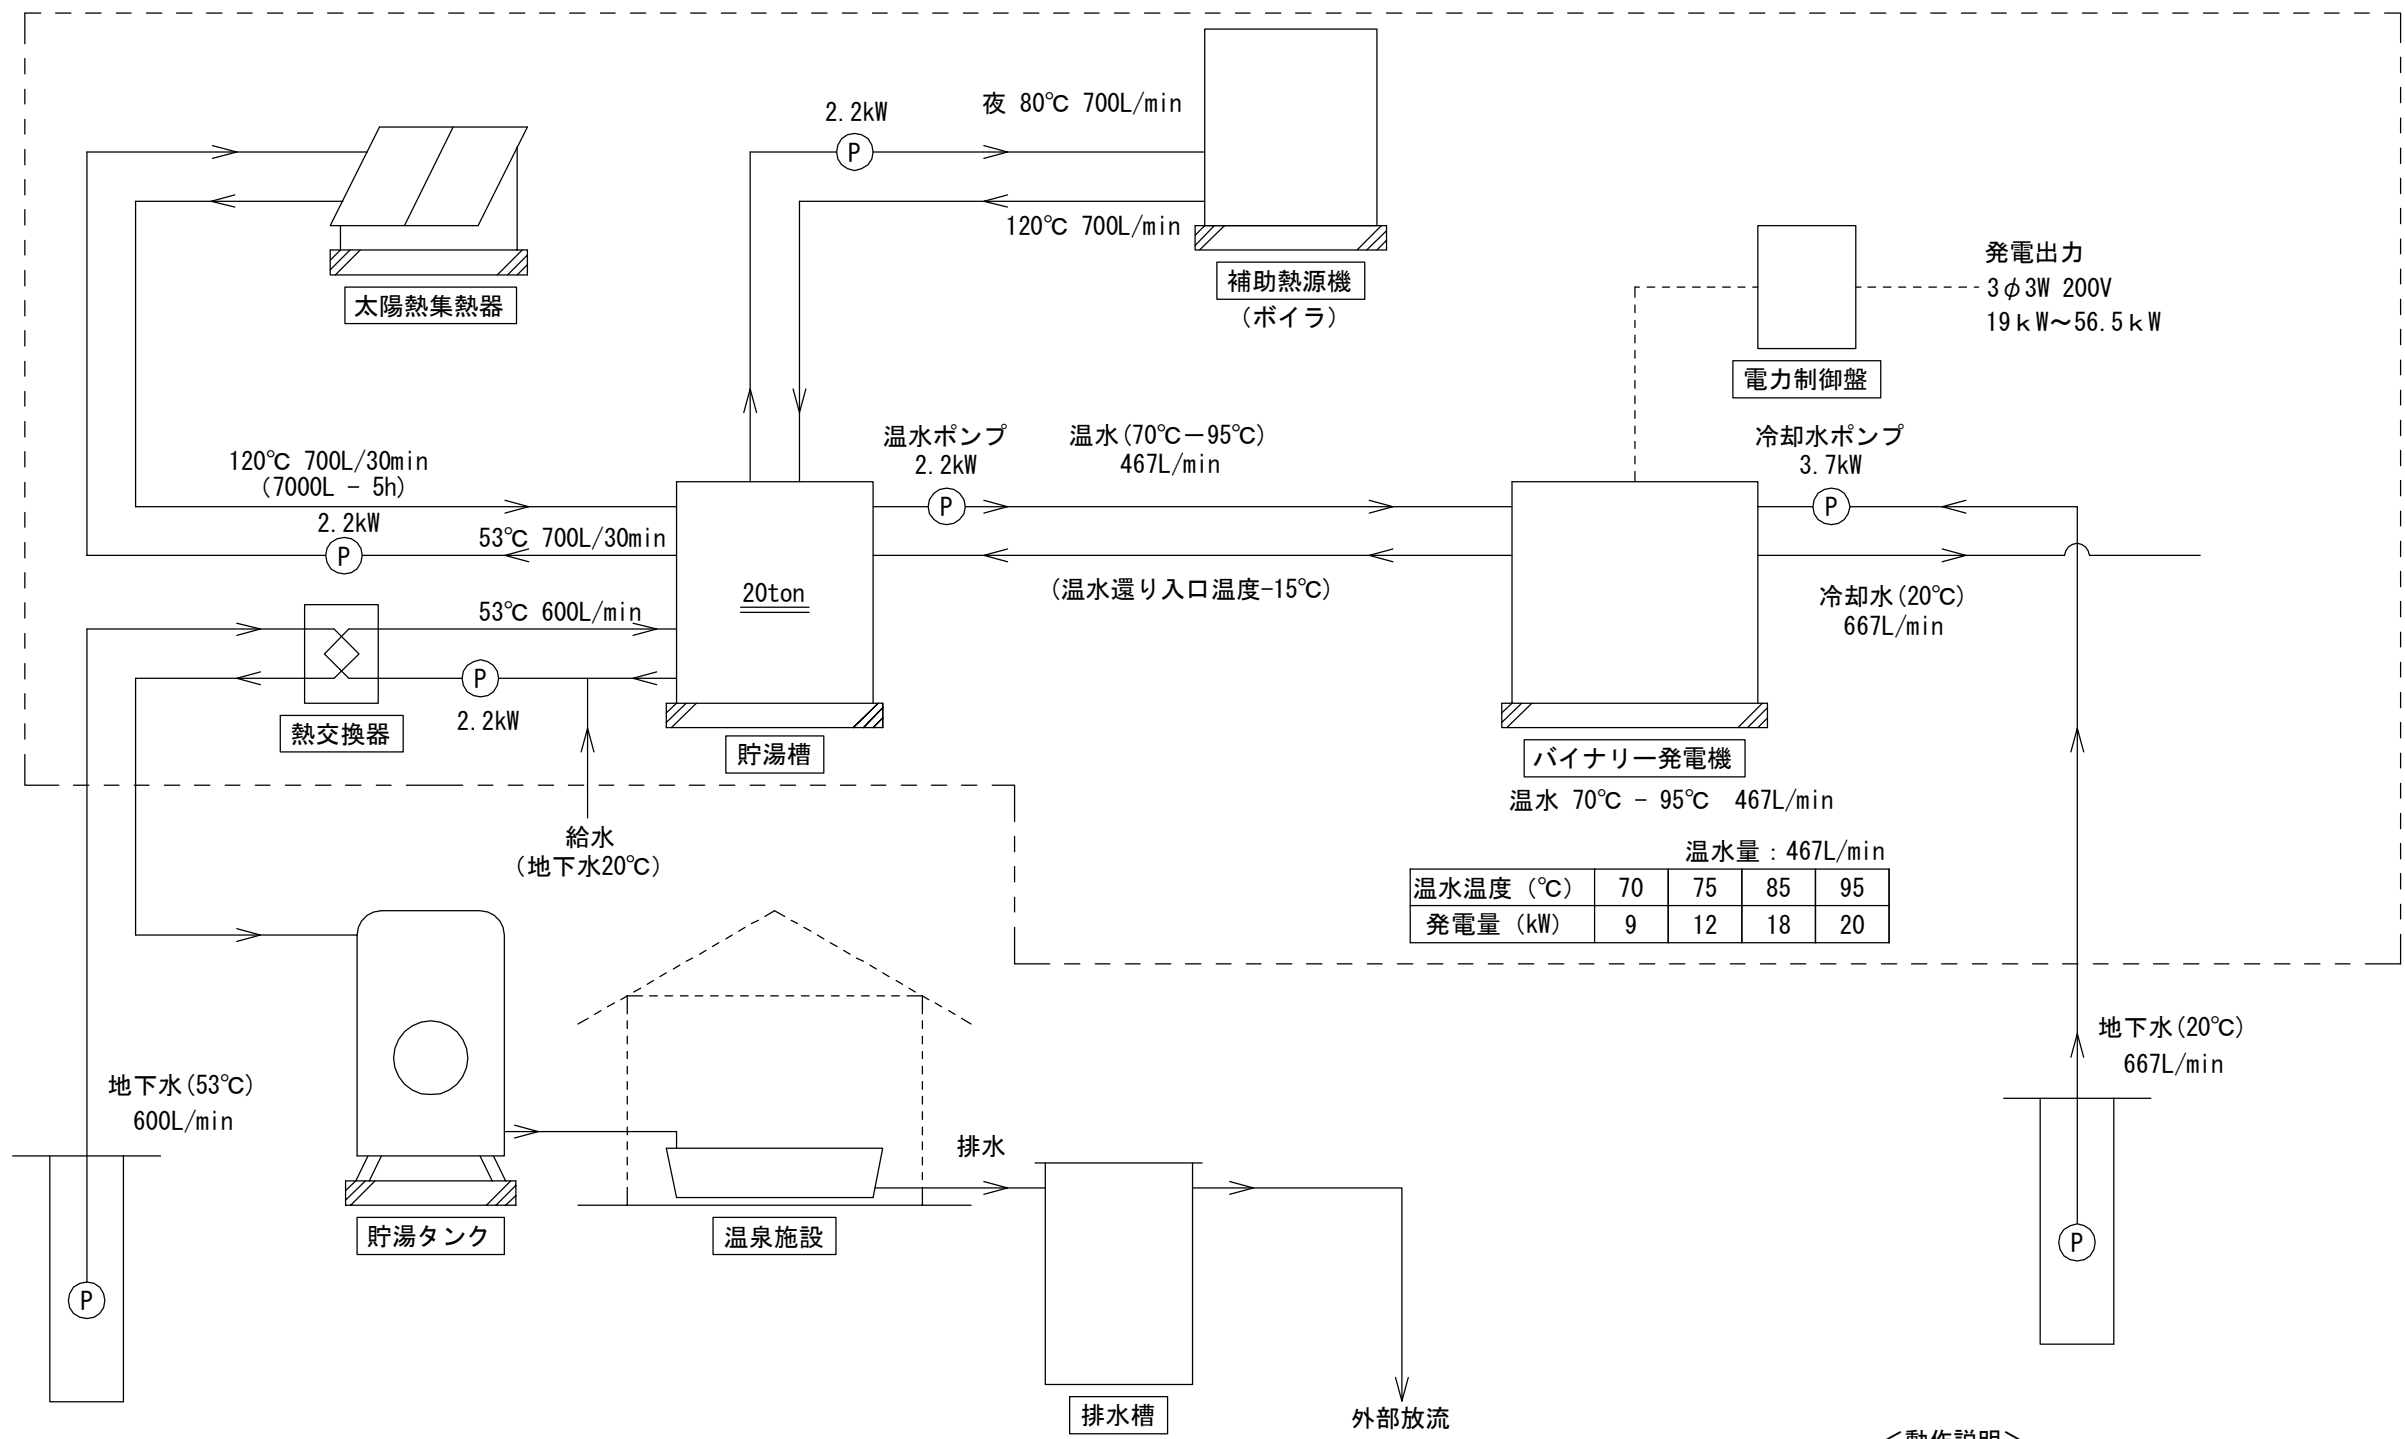 2.2kW
夜 80℃ 700L/min
P
120℃ 700L/min
太陽熱集熱器
補助熱源機
(ボイラ)
発電出力
3φ3W 200V
19kW～56.5kW
電力制御盤
120℃ 700L/30min
(7000L - 5h)
2.2kW
P
53℃ 700L/30min
温水ポンプ
2.2kW
P
温水(70℃－95℃)
467L/min
冷却水ポンプ
3.7kW
P
20ton
(温水還り入口温度-15℃)
冷却水(20℃)
667L/min
53℃ 600L/min
P
2.2kW
熱交換器
貯湯槽
バイナリー発電機
温水 70℃ - 95℃ 467L/min
給水
(地下水20℃)
温水量：467L/min
温水温度 (℃) 70 75 85 95
発電量 (kW) 9 12 18 20
地下水(53℃)
600L/min
P
地下水(20℃)
667L/min
P
排水
貯湯タンク
温泉施設
排水槽
外部放流
＜動作説明＞